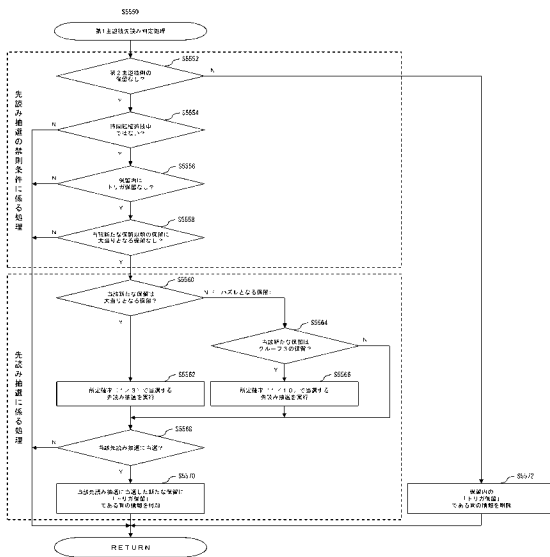 S5550
第1主遊技先読み判定処理
S5552
第2主遊技側の
保留なし?
N
Y
S5554
時間短縮遊技中
ではない?
N
Y
S5556
保留内に
トリガ保留なし?
N
Y
S5558
当該新たな保留以前の保留に
大当りとなる保留なし?
N
Y
先読み抽選の禁則条件に係る処理
S5560
当該新たな保留は
大当りとなる保留?
N(=ハズレとなる保留)
Y
S5564
当該新たな保留は
グループ3の保留?
N
Y
S5562
所定確率(1/3)で当選する
先読み抽選を実行
S5566
所定確率(1/10)で当選する
先読み抽選を実行
S5568
当該先読み抽選に当選?
N
Y
先読み抽選に係る処理
S5570
当該先読み抽選に当選した新たな保留に
「トリガ保留」
である旨の情報を付加
S5572
保留内の
「トリガ保留」
である旨の情報を削除
RETURN